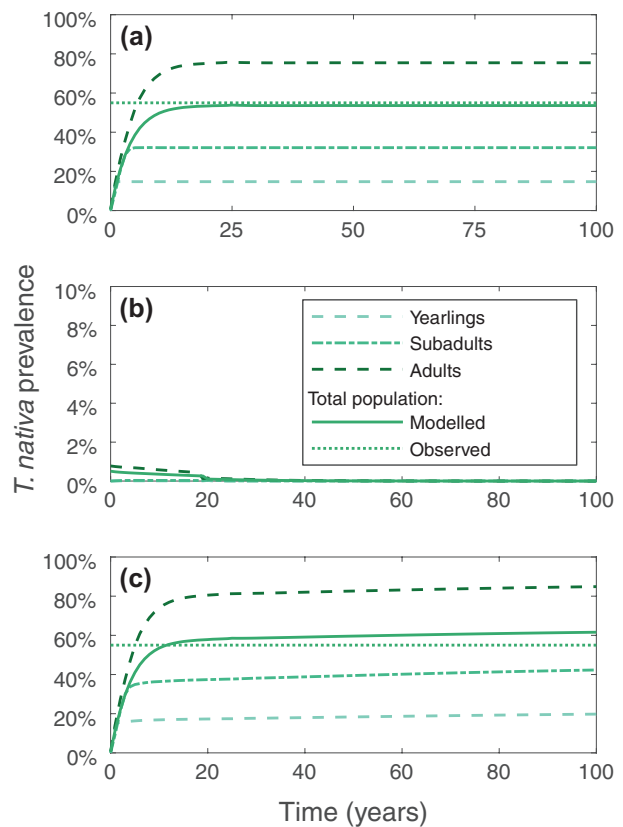 T. nativa prevalence
(a)
100%
80%
60%
40%
20%
0%
0 25 50 75 100
(b)
10%
8%
6%
4%
2%
0%
0 20 40 60 80 100
Yearlings
Subadults
Adults
Total population:
Modelled
Observed
(c)
100%
80%
60%
40%
20%
0%
0 20 40 60 80 100
Time (years)